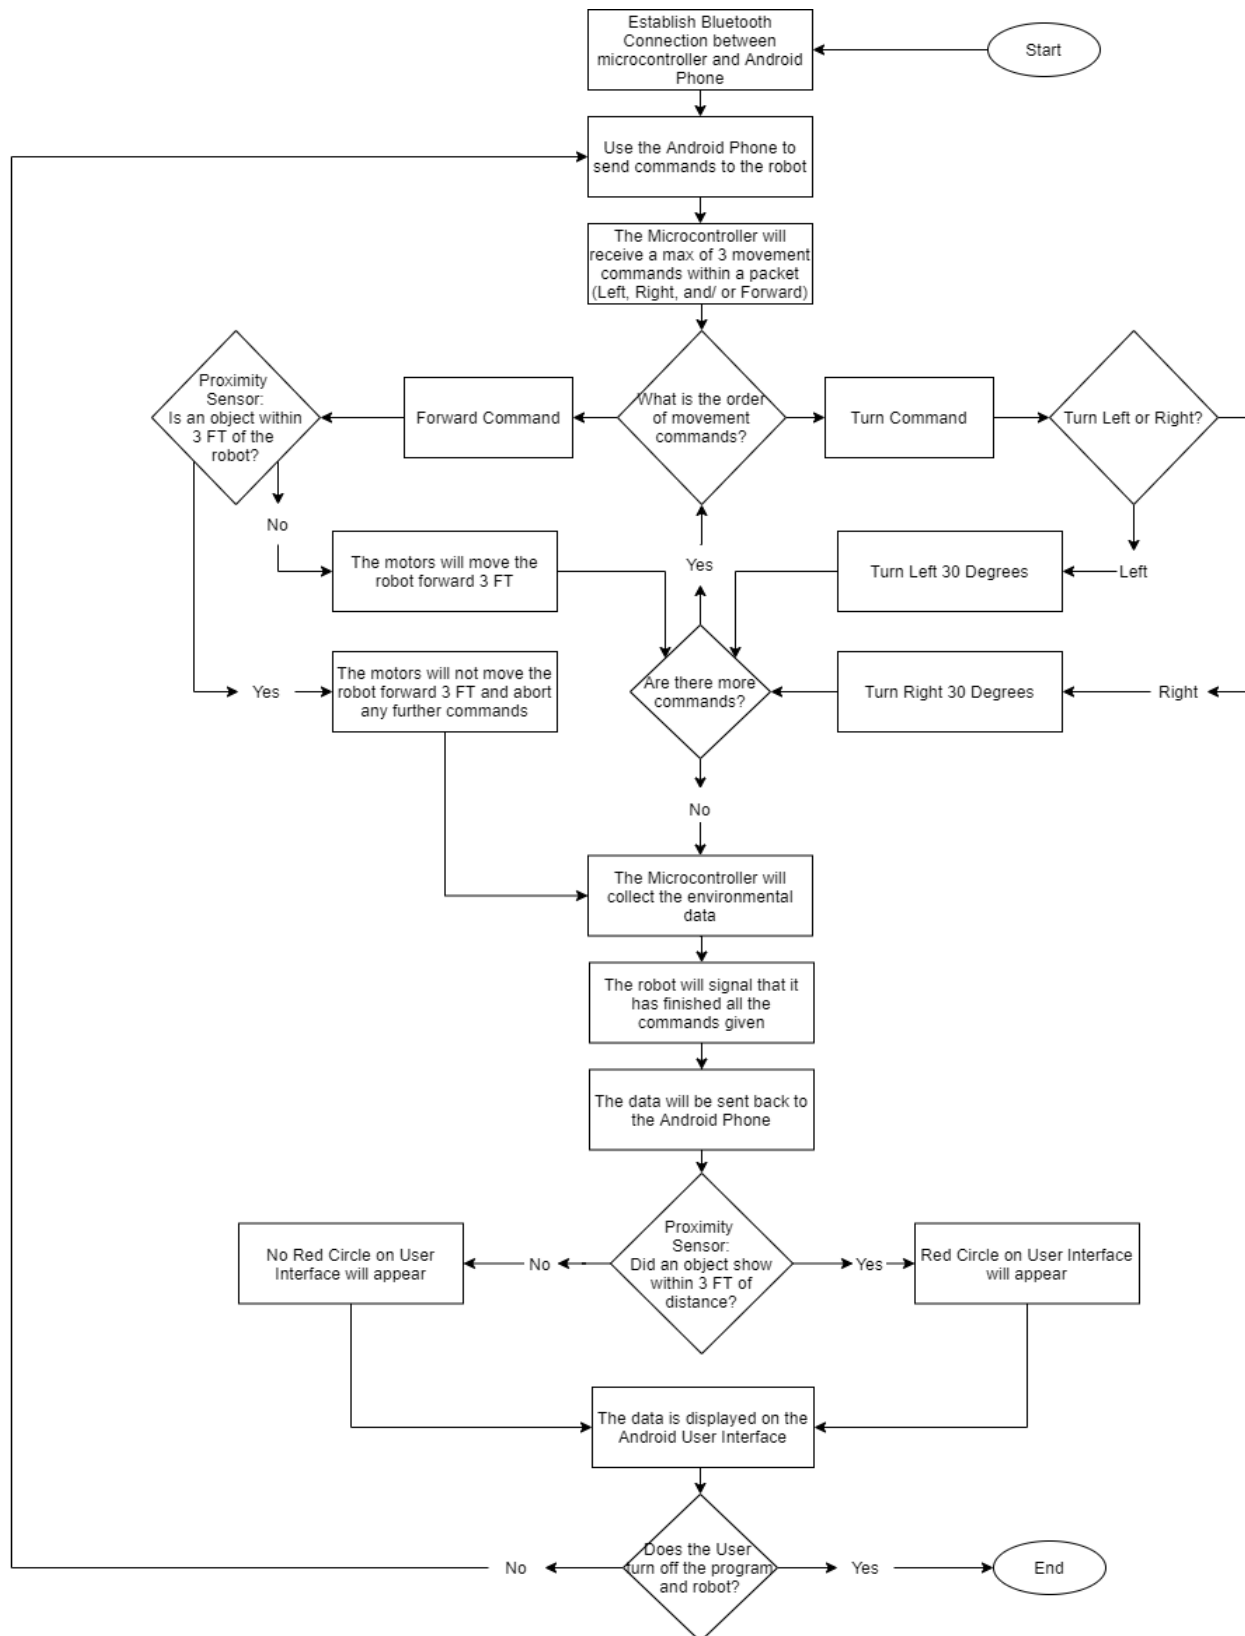 Establish Bluetooth
Connection between
microcontroller and Android
Phone
Start
Use the Android Phone to
send commands to the robot
The Microcontroller will
receive a max of 3 movement
commands within a packet
(Left, Right, and/ or Forward)
Proximity
Sensor:
Is an object within
3 FT of the
robot?
Forward Command
What is the order
of movement
commands?
Turn Command
Turn Left or Right?
No
The motors will move the
robot forward 3 FT
Yes
Turn Left 30 Degrees
Left
Yes
The motors will not move the
robot forward 3 FT and abort
any further commands
Are there more
commands?
Turn Right 30 Degrees
Right
No
The Microcontroller will
collect the environmental
data
The robot will signal that it
has finished all the
commands given
The data will be sent back to
the Android Phone
No Red Circle on User
Interface will appear
No
Proximity
Sensor:
Did an object show
within 3 FT of
distance?
Yes
Red Circle on User Interface
will appear
The data is displayed on the
Android User Interface
No
Does the User
turn off the program
and robot?
Yes
End